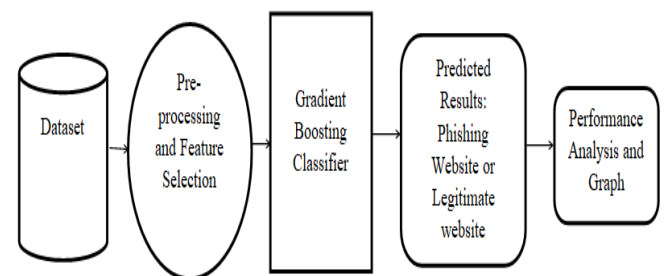 Dataset
Pre-
processing
and Feature
Selection
Gradient
Boosting
Classifier
Predicted
Results:
Phishing
Website or
Legitimate
website
Performance
Analysis and
Graph